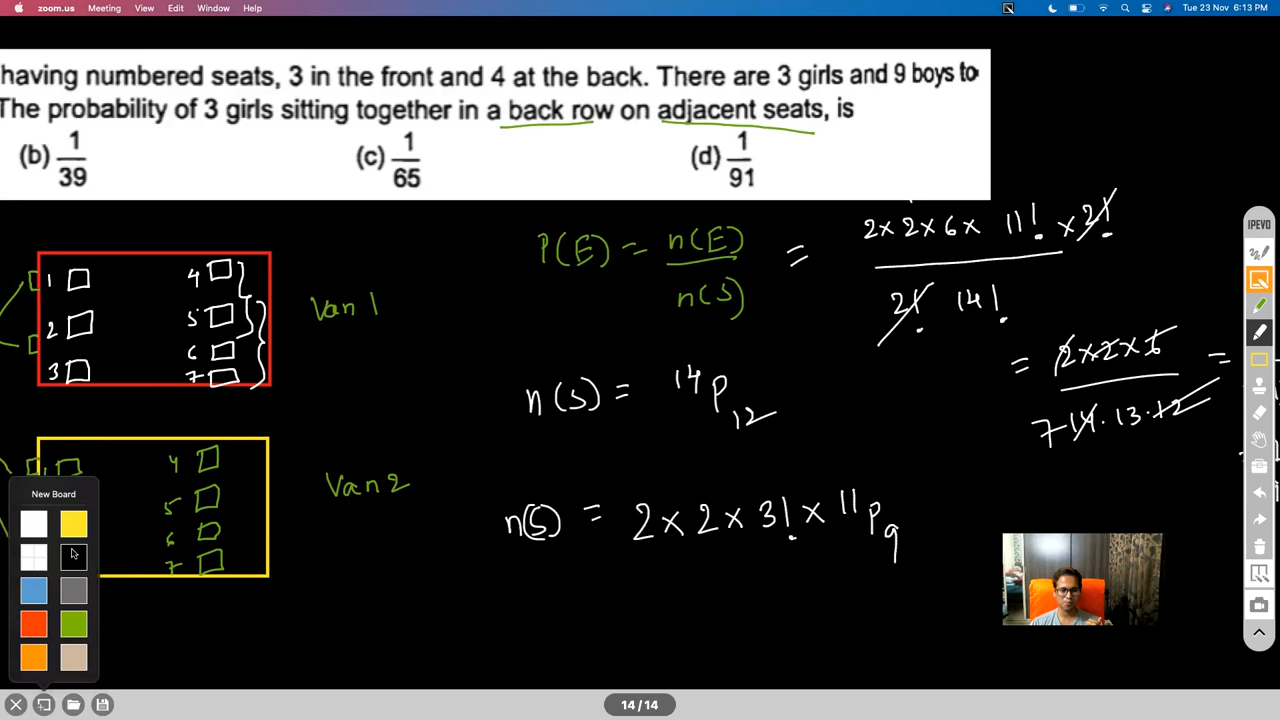 zoom.us Meeting View Edit Window Help Tue 23 Nov 6:13 PM
having numbered seats, 3 in the front and 4 at the back. There are 3 girls and 9 boys to
The probability of 3 girls sitting together in a back row on adjacent seats, is
(b) 1/39 (c) 1/65 (d) 1/91
P(E) = n(E)/n(S) = 2×2×6× 11! ×2!/2! 14!
= 2×2×6/7 14·13·12 =
1 4
2 5
3 6
7
Van 1
n(S) = ¹⁴P₁₂
4
5
6
7
Van 2
n(S) = 2×2×3!×¹¹P₉
New Board
IPEVO
14/14